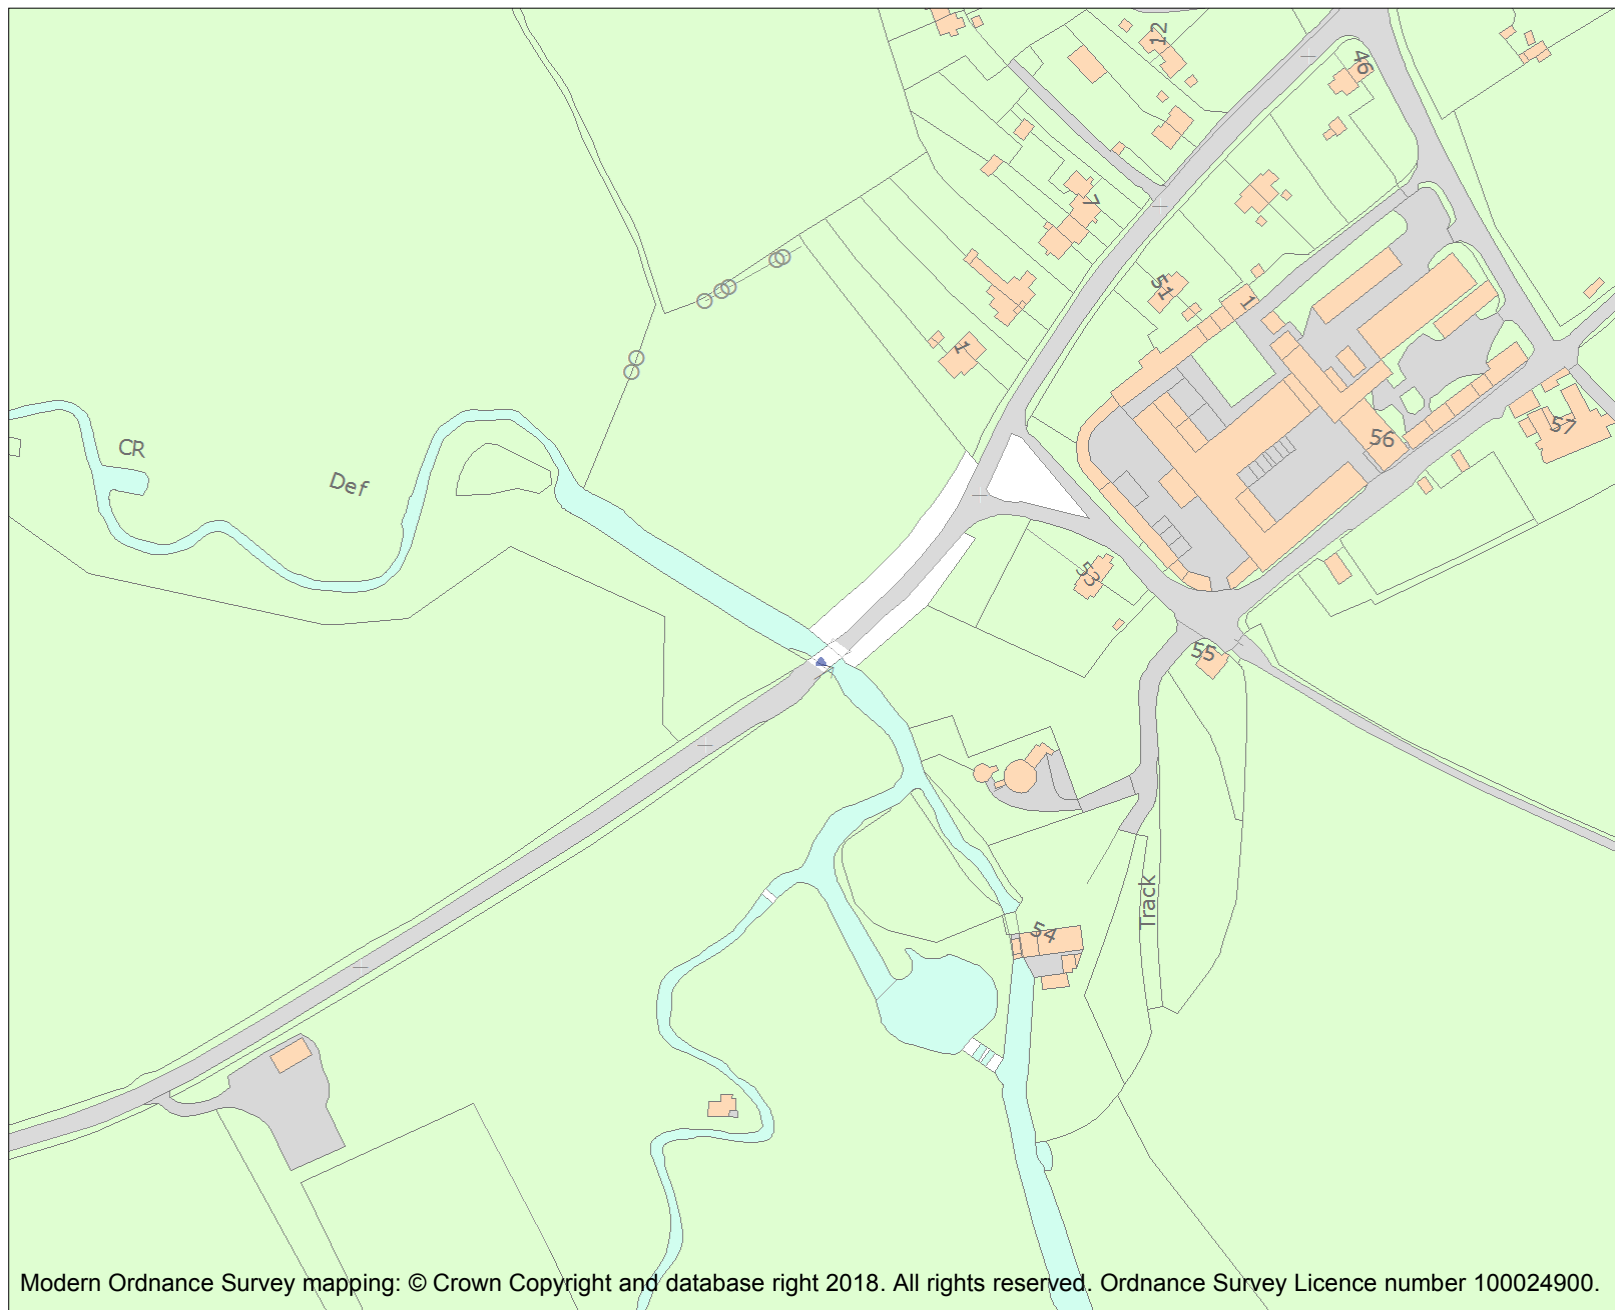 12
46
7
51
1
1
CR
Def
56
57
53
55
Track
54
Modern Ordnance Survey mapping: © Crown Copyright and database right 2018. All rights reserved. Ordnance Survey Licence number 100024900.